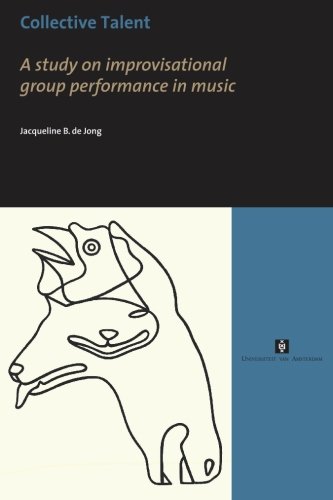 Collective Talent
A study on improvisational
group performance in music
Jacqueline B. de Jong
Universiteit van Amsterdam